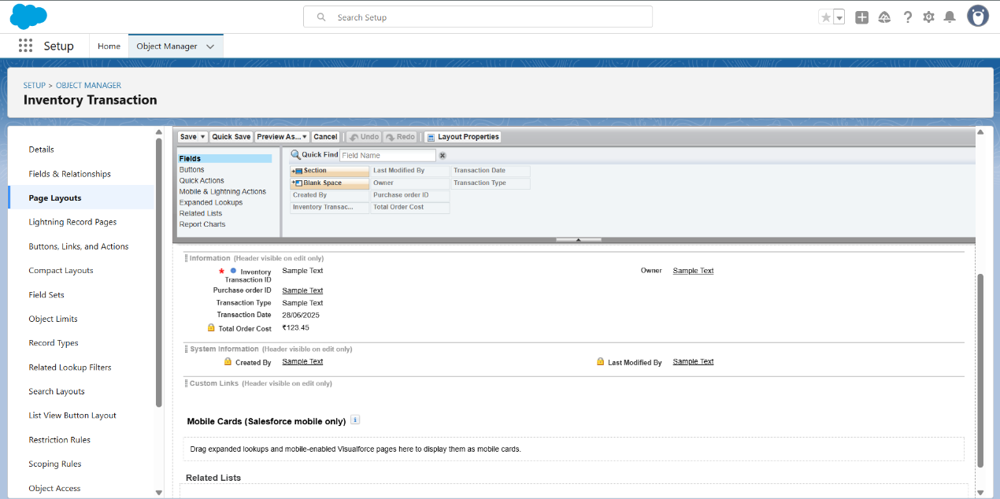 Search Setup
Setup
Home
Object Manager
SETUP > OBJECT MANAGER
Inventory Transaction
Details
Fields & Relationships
Page Layouts
Lightning Record Pages
Buttons, Links, and Actions
Compact Layouts
Field Sets
Object Limits
Record Types
Related Lookup Filters
Search Layouts
List View Button Layout
Restriction Rules
Scoping Rules
Object Access
Save Quick Save Preview As... Cancel Undo Redo Layout Properties
Fields
Buttons
Quick Actions
Mobile & Lightning Actions
Expanded Lookups
Related Lists
Report Charts
Quick Find Field Name
Section Last Modified By Transaction Date
Blank Space Owner Transaction Type
Created By Purchase order ID
Inventory Transac... Total Order Cost
Information (Header visible on edit only)
* Inventory Transaction ID Sample Text Owner Sample Text
Purchase order ID Sample Text
Transaction Type Sample Text
Transaction Date 28/06/2025
Total Order Cost ₹123.45
System Information (Header visible on edit only)
Created By Sample Text Last Modified By Sample Text
Custom Links (Header visible on edit only)
Mobile Cards (Salesforce mobile only) i
Drag expanded lookups and mobile-enabled Visualforce pages here to display them as mobile cards.
Related Lists